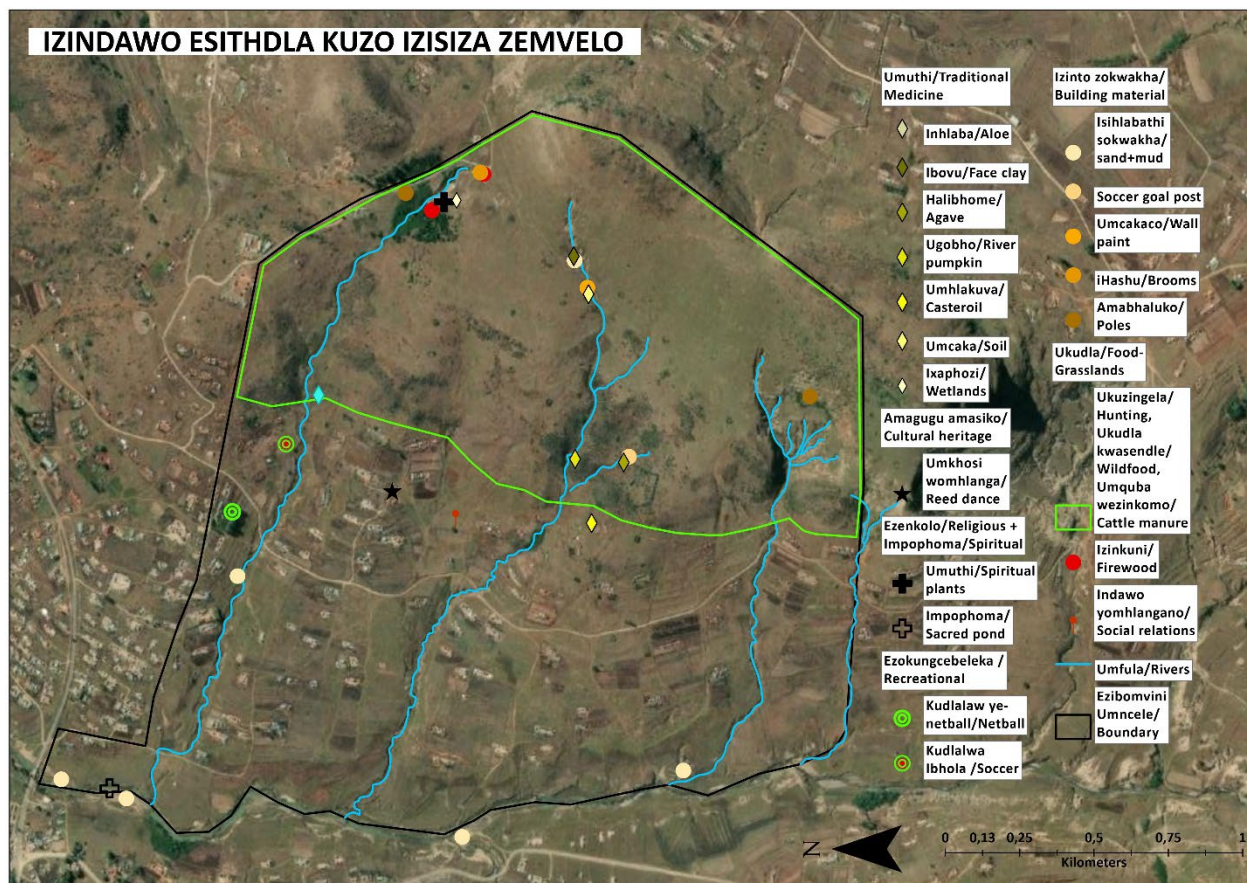 IZINDAWO ESITHDLA KUZO IZISIZA ZEMVELO
Umuthi/Traditional
Medicine
Inhlaba/Aloe
Ibovu/Face clay
Halibhome/
Agave
Ugobho/River
pumpkin
Umhlakuva/
Casteroil
Umcaka/Soil
Ixaphozi/
Wetlands
Amagugu amasiko/
Cultural heritage
Umkhosi
womhlanga/
Reed dance
Ezenkolo/Religious +
Impophoma/Spiritual
Umuthi/Spiritual
plants
Impophoma/
Sacred pond
Ezokungcebeleka /
Recreational
Kudlalaw ye-
netball/Netball
Kudlalwa
Ibhola /Soccer
Izinto zokwakha/
Building material
Isihlabathi
sokwakha/
sand+mud
Soccer goal post
Umcakaco/Wall
paint
iHashu/Brooms
Amabhaluko/
Poles
Ukudla/Food-
Grasslands
Ukuzingela/
Hunting,
Ukudla
kwasendle/
Wildfood,
Umquba
wezinkomo/
Cattle manure
Izinkuni/
Firewood
Indawo
yomhlangano/
Social relations
Umfula/Rivers
Ezibomvini
Umncele/
Boundary
N
0 0,13 0,25 0,5 0,75 1
Kilometers